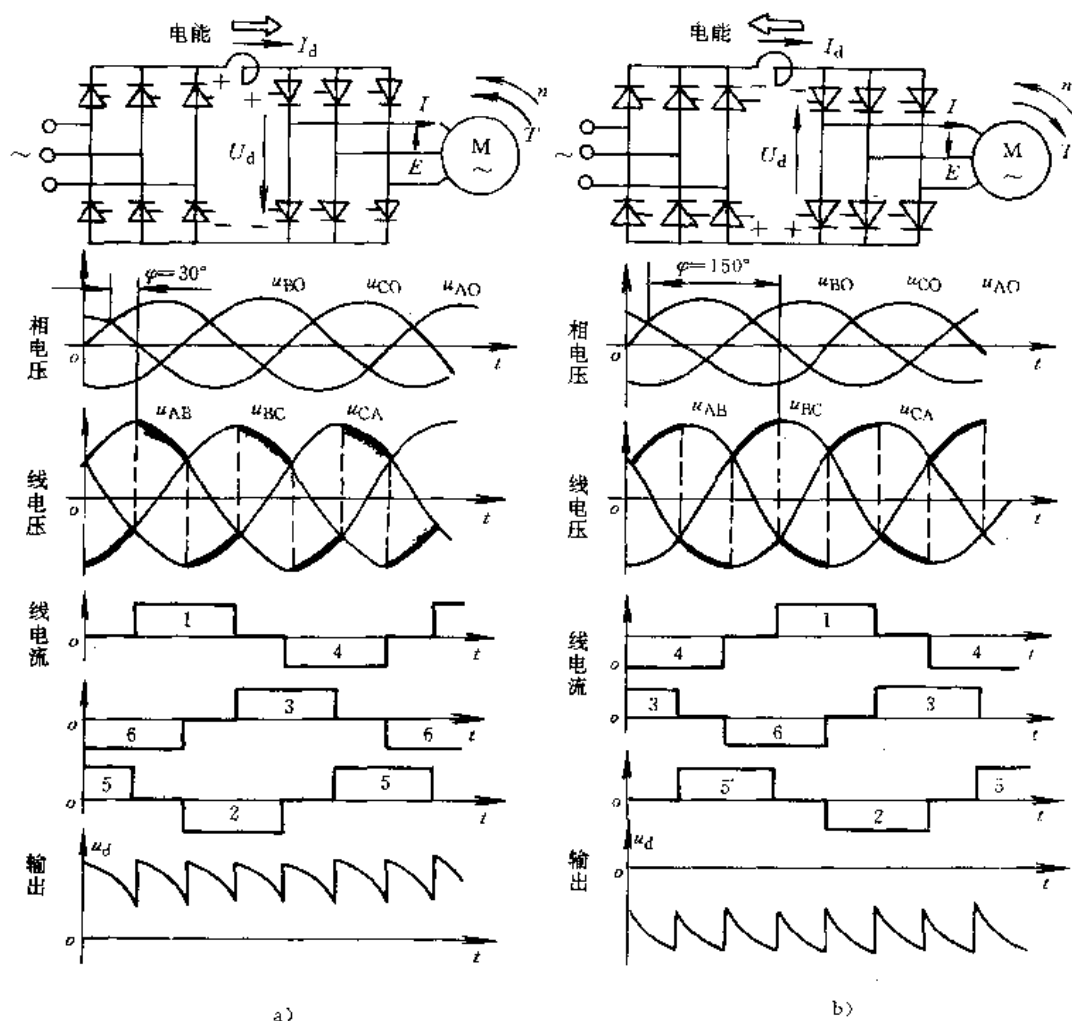 电能
I_d
+
+
U_d
I
E
M
~
n
T
~
- -
φ=30°
u_BO
u_CO
u_AO
相电压
o
t
u_AB
u_BC
u_CA
线电压
o
t
线电流
o
1
4
t
o
6
3
6
t
5
o
2
5
t
输出
u_d
o
t
a)
电能
I_d
- -
U_d
I
E
M
~
n
T
~
+ +
φ=150°
u_BO
u_CO
u_AO
相电压
o
t
u_AB
u_BC
u_CA
线电压
o
t
线电流
o
4
1
4
t
3
o
6
3
t
o
5
2
5
t
输出
u_d
o
t
b)